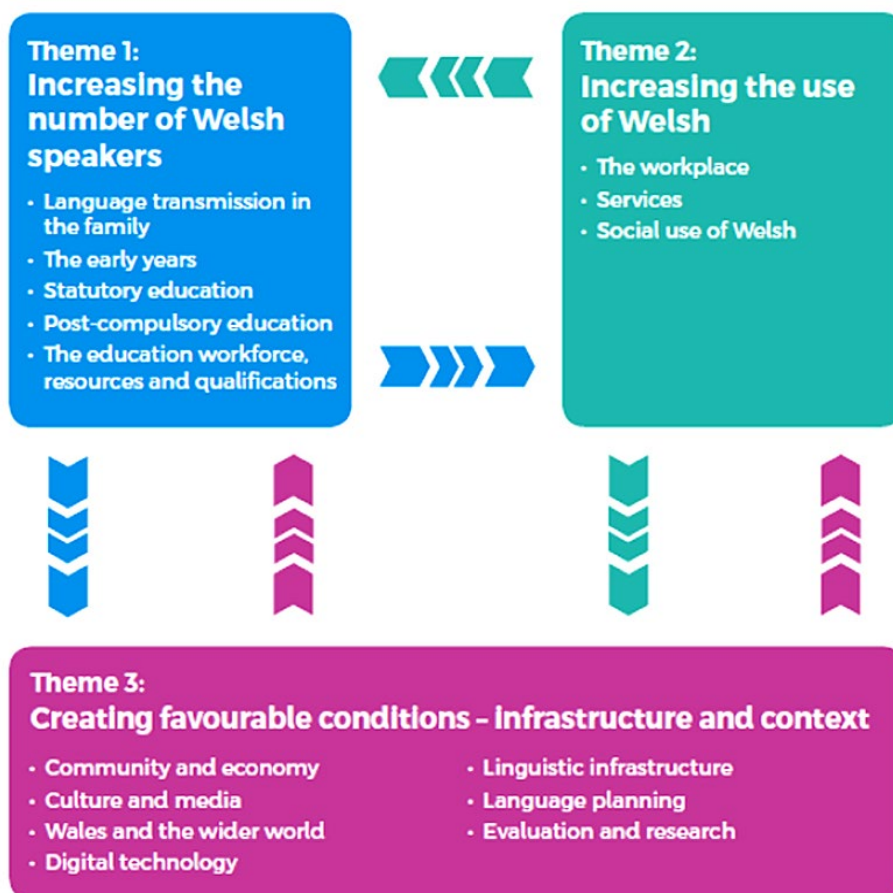 Theme 1:
Increasing the
number of Welsh
speakers
• Language transmission in
the family
• The early years
• Statutory education
• Post-compulsory education
• The education workforce,
resources and qualifications
Theme 2:
Increasing the use
of Welsh
• The workplace
• Services
• Social use of Welsh
Theme 3:
Creating favourable conditions – infrastructure and context
• Community and economy
• Culture and media
• Wales and the wider world
• Digital technology
• Linguistic infrastructure
• Language planning
• Evaluation and research